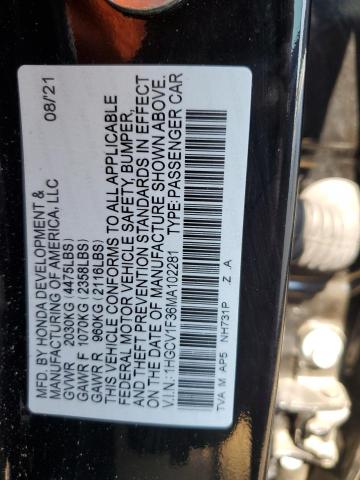 MFD. BY HONDA DEVELOPMENT & 08/'21
MANUFACTURING OF AMERICA, LLC
GVWR 2030KG (4475LBS)
GAWR F 1070KG (2358LBS)
GAWR R 960KG (2116LBS)
THIS VEHICLE CONFORMS TO ALL APPLICABLE
FEDERAL MOTOR VEHICLE SAFETY, BUMPER,
AND THEFT PREVENTION STANDARDS IN EFFECT
ON THE DATE OF MANUFACTURE SHOWN ABOVE.
V.I.N.: 1HGCV1F36MA102281 TYPE: PASSENGER CAR
TVA M AP5 NH731P Z .A